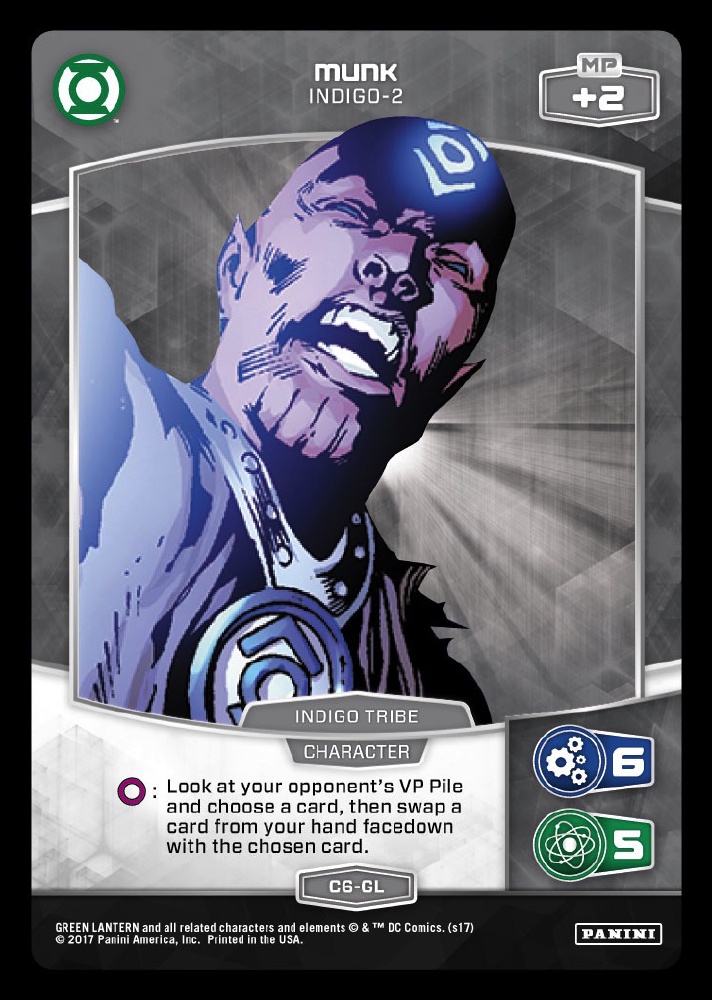 MUNK
INDIGO-2
MP
+2
INDIGO TRIBE
CHARACTER
: Look at your opponent's VP Pile
and choose a card, then swap a
card from your hand facedown
with the chosen card.
6
5
C6-GL
GREEN LANTERN and all related characters and elements © & ™ DC Comics. (s17)
© 2017 Panini America, Inc. Printed in the USA.
PANINI